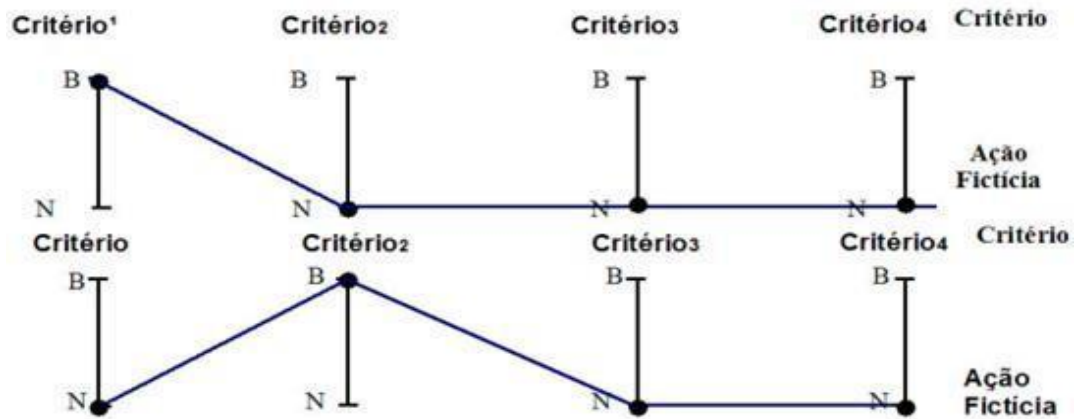 Critério¹ Critério2 Critério3 Critério4 Critério
B B B B
Ação
Fictícia
N N N N
Critério Critério2 Critério3 Critério4 Critério
B B B B
N N N N
Ação
Fictícia